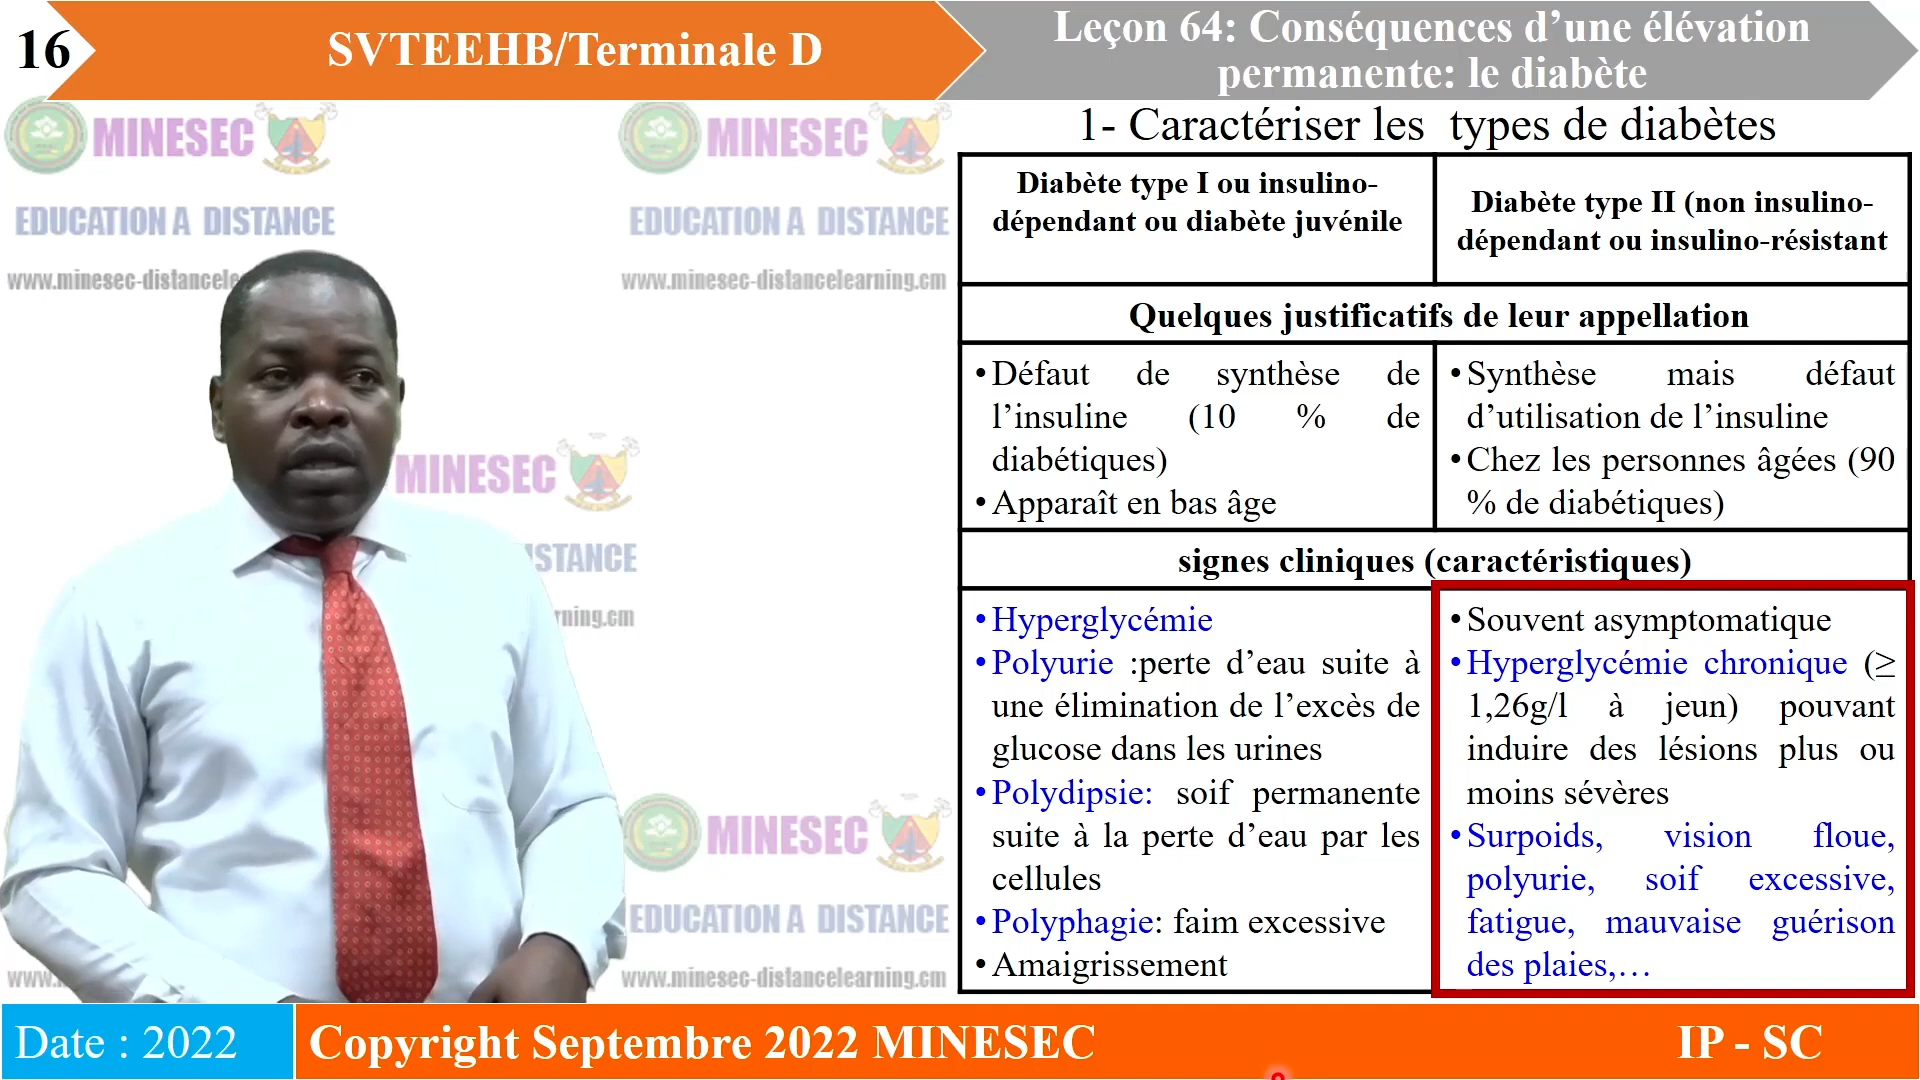 16
SVTEEHB/Terminale D
Leçon 64: Conséquences d’une élévation
permanente: le diabète
MINESEC
EDUCATION A DISTANCE
www.minesec-distancele
MINESEC
EDUCATION A DISTANCE
www.minesec-distancelearning.cm
MINESEC
STANCE
rning.cm
MINESEC
EDUCATION A DISTANCE
www.minesec-distancelearning.cm
www.
1- Caractériser les types de diabètes
Diabète type I ou insulino-
dépendant ou diabète juvénile
Diabète type II (non insulino-
dépendant ou insulino-résistant
Quelques justificatifs de leur appellation
•Défaut de synthèse de
l’insuline (10 % de
diabétiques)
•Apparaît en bas âge
•Synthèse mais défaut
d’utilisation de l’insuline
•Chez les personnes âgées (90
% de diabétiques)
signes cliniques (caractéristiques)
•Hyperglycémie
•Polyurie :perte d’eau suite à
une élimination de l’excès de
glucose dans les urines
•Polydipsie: soif permanente
suite à la perte d’eau par les
cellules
•Polyphagie: faim excessive
•Amaigrissement
•Souvent asymptomatique
•Hyperglycémie chronique (≥
1,26g/l à jeun) pouvant
induire des lésions plus ou
moins sévères
•Surpoids, vision floue,
polyurie, soif excessive,
fatigue, mauvaise guérison
des plaies,…
Date : 2022
Copyright Septembre 2022 MINESEC
IP - SC